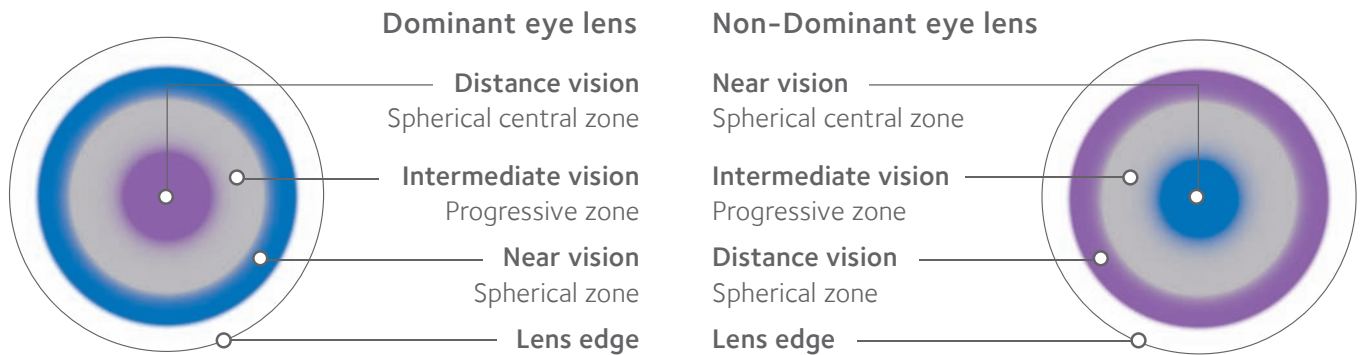 Dominant eye lens
Distance vision
Spherical central zone
Intermediate vision
Progressive zone
Near vision
Spherical zone
Lens edge
Non-Dominant eye lens
Near vision
Spherical central zone
Intermediate vision
Progressive zone
Distance vision
Spherical zone
Lens edge